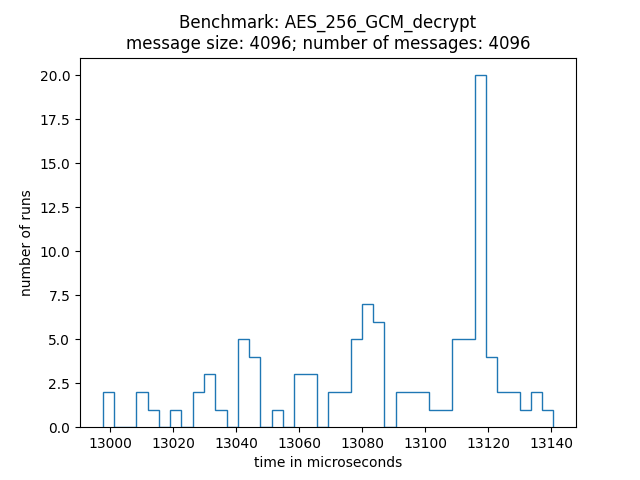 Benchmark: AES_256_GCM_decrypt
message size: 4096; number of messages: 4096
20.0
17.5
15.0
12.5
10.0
7.5
5.0
2.5
0.0
number of runs
13000 13020 13040 13060 13080 13100 13120 13140
time in microseconds